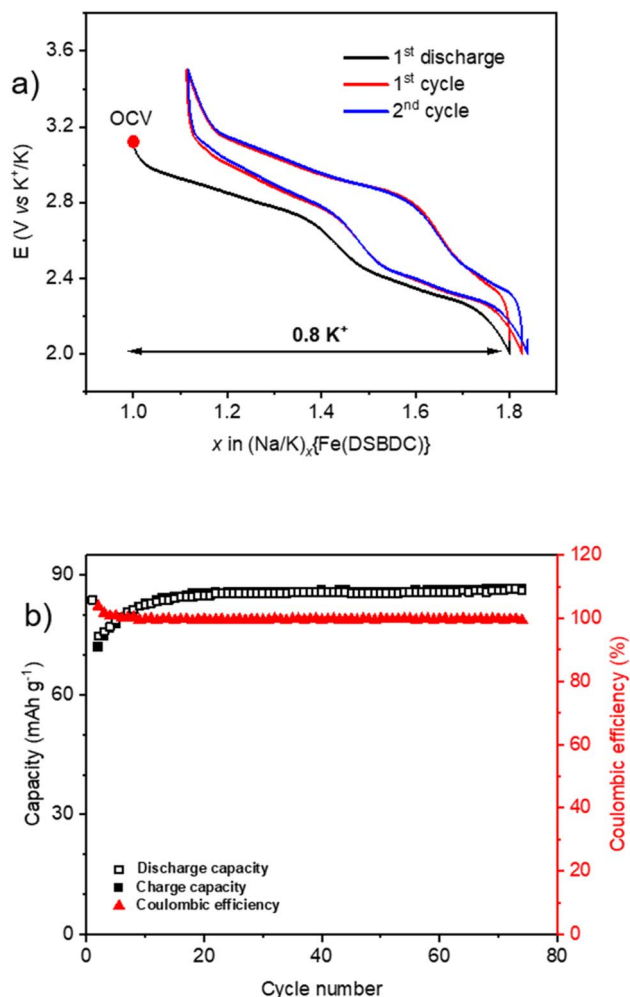 a)
3.6
3.2
2.8
2.4
2.0
E (V vs K⁺/K)
OCV
1ˢᵗ discharge
1ˢᵗ cycle
2ⁿᵈ cycle
0.8 K⁺
1.0 1.2 1.4 1.6 1.8
x in (Na/K)ₓ{Fe(DSBDC)}
b)
90
60
30
0
Capacity (mAh g⁻¹)
Discharge capacity
Charge capacity
Coulombic efficiency
120
100
80
60
40
20
0
Coulombic efficiency (%)
0 20 40 60 80
Cycle number